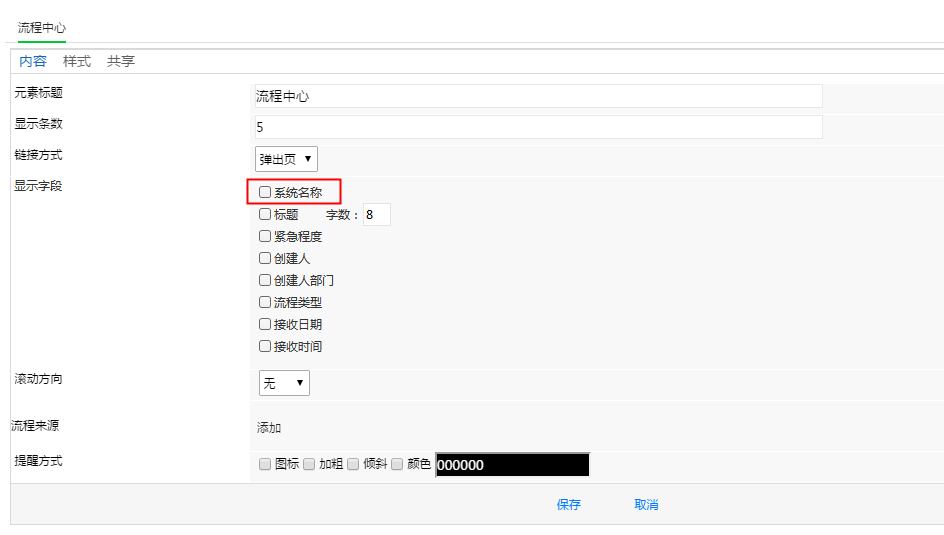 流程中心
内容 样式 共享
元素标题 流程中心
显示条数 5
链接方式 弹出页
显示字段 系统名称
标题 字数： 8
紧急程度
创建人
创建人部门
流程类型
接收日期
接收时间
滚动方向 无
流程来源 添加
提醒方式 图标 加粗 倾斜 颜色 000000
保存 取消